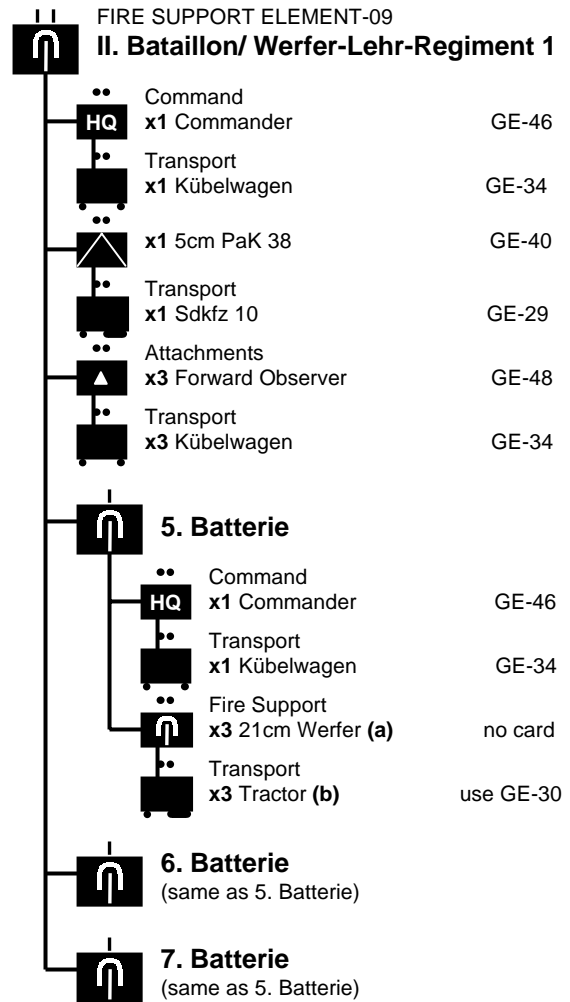 FIRE SUPPORT ELEMENT-09
II. Bataillon/ Werfer-Lehr-Regiment 1
Command
HQ x1 Commander GE-46
Transport
x1 Kübelwagen GE-34
x1 5cm PaK 38 GE-40
Transport
x1 Sdkfz 10 GE-29
Attachments
x3 Forward Observer GE-48
Transport
x3 Kübelwagen GE-34
5. Batterie
Command
HQ x1 Commander GE-46
Transport
x1 Kübelwagen GE-34
Fire Support
x3 21cm Werfer (a) no card
Transport
x3 Tractor (b) use GE-30
6. Batterie
(same as 5. Batterie)
7. Batterie
(same as 5. Batterie)